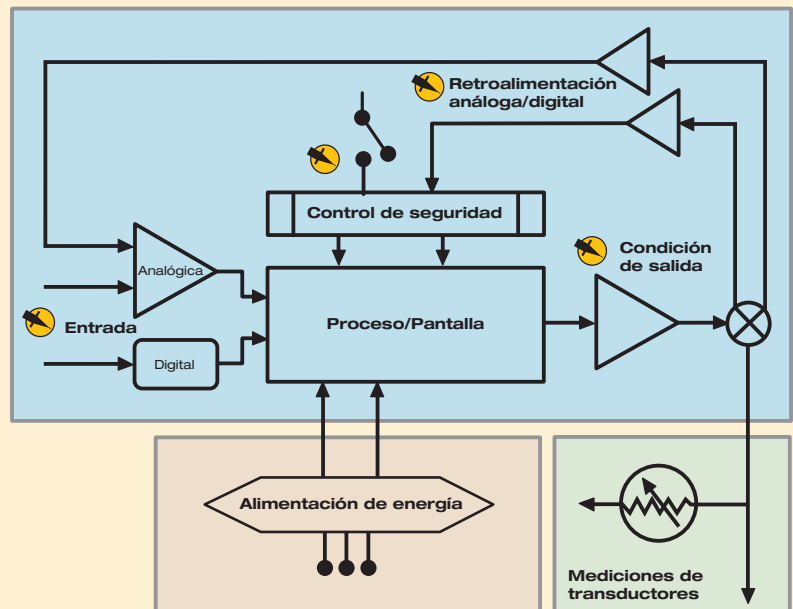 Retroalimentación
análoga/digital
Control de seguridad
Analógica
Condición
de salida
Entrada
Proceso/Pantalla
Digital
Alimentación de energía
Mediciones de
transductores